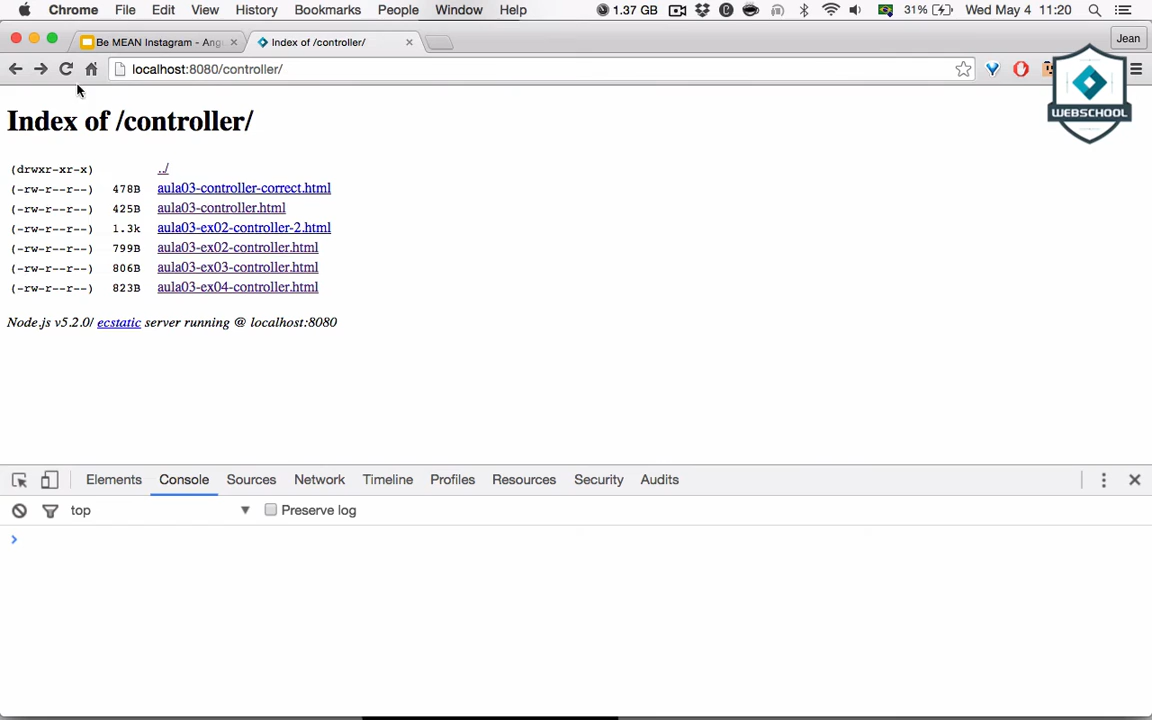 Chrome File Edit View History Bookmarks People Window Help 1.37 GB 31% Wed May 4 11:20
Be MEAN Instagram - Ang Index of /controller/ Jean
localhost:8080/controller/
WEBSCHOOL
Index of /controller/
(drwxr-xr-x) ../
(-rw-r--r--) 478B aula03-controller-correct.html
(-rw-r--r--) 425B aula03-controller.html
(-rw-r--r--) 1.3k aula03-ex02-controller-2.html
(-rw-r--r--) 799B aula03-ex02-controller.html
(-rw-r--r--) 806B aula03-ex03-controller.html
(-rw-r--r--) 823B aula03-ex04-controller.html
Node.js v5.2.0/ ecstatic server running @ localhost:8080
Elements Console Sources Network Timeline Profiles Resources Security Audits
top Preserve log